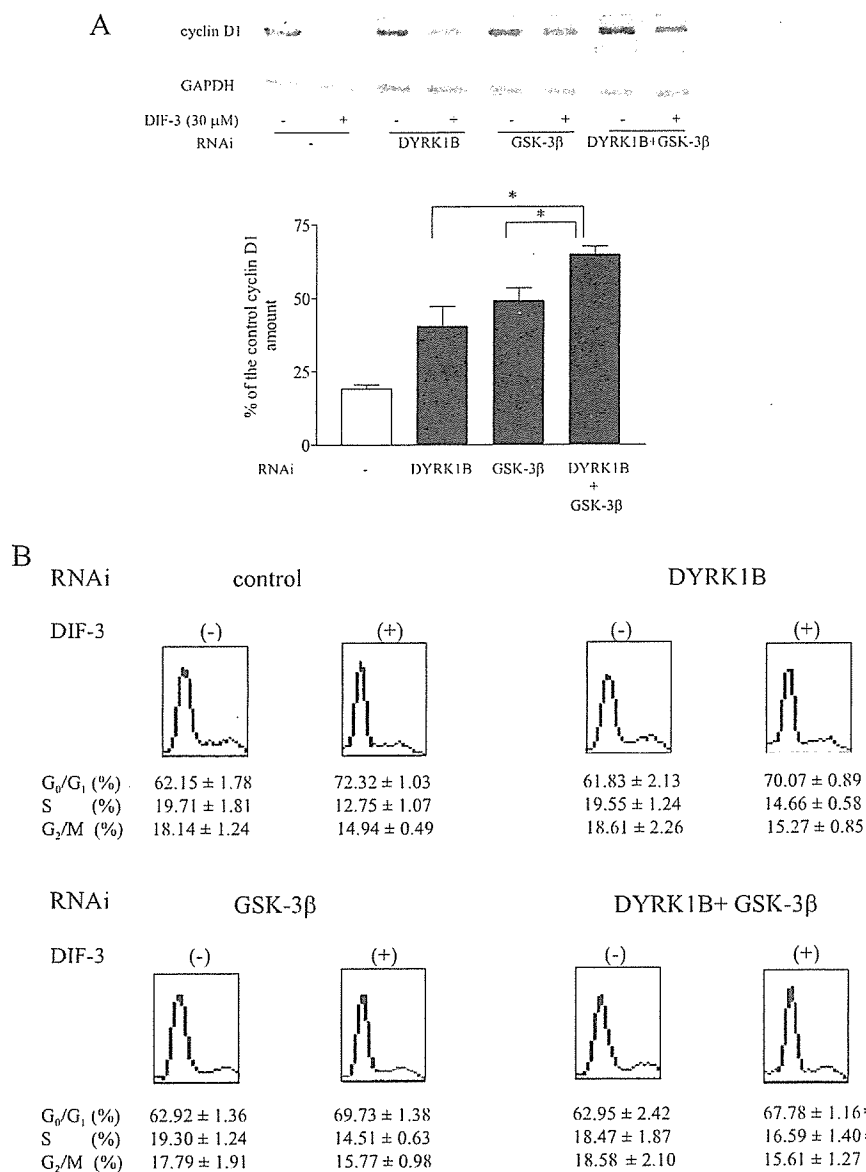 A
cyclin D1
GAPDH
DIF-3 (30 μM) - + - + - + - +
RNAi - DYRK1B GSK-3β DYRK1B+GSK-3β
* *
% of the control cyclin D1 amount
75
50
25
0
RNAi - DYRK1B GSK-3β DYRK1B + GSK-3β
B
RNAi control DYRK1B
DIF-3 (-) (+) (-) (+)
G0/G1 (%) 62.15 ± 1.78 72.32 ± 1.03 61.83 ± 2.13 70.07 ± 0.89
S (%) 19.71 ± 1.81 12.75 ± 1.07 19.55 ± 1.24 14.66 ± 0.58
G2/M (%) 18.14 ± 1.24 14.94 ± 0.49 18.61 ± 2.26 15.27 ± 0.85
RNAi GSK-3β DYRK1B+ GSK-3β
DIF-3 (-) (+) (-) (+)
G0/G1 (%) 62.92 ± 1.36 69.73 ± 1.38 62.95 ± 2.42 67.78 ± 1.16*
S (%) 19.30 ± 1.24 14.51 ± 0.63 18.47 ± 1.87 16.59 ± 1.40*
G2/M (%) 17.79 ± 1.91 15.77 ± 0.98 18.58 ± 2.10 15.61 ± 1.27